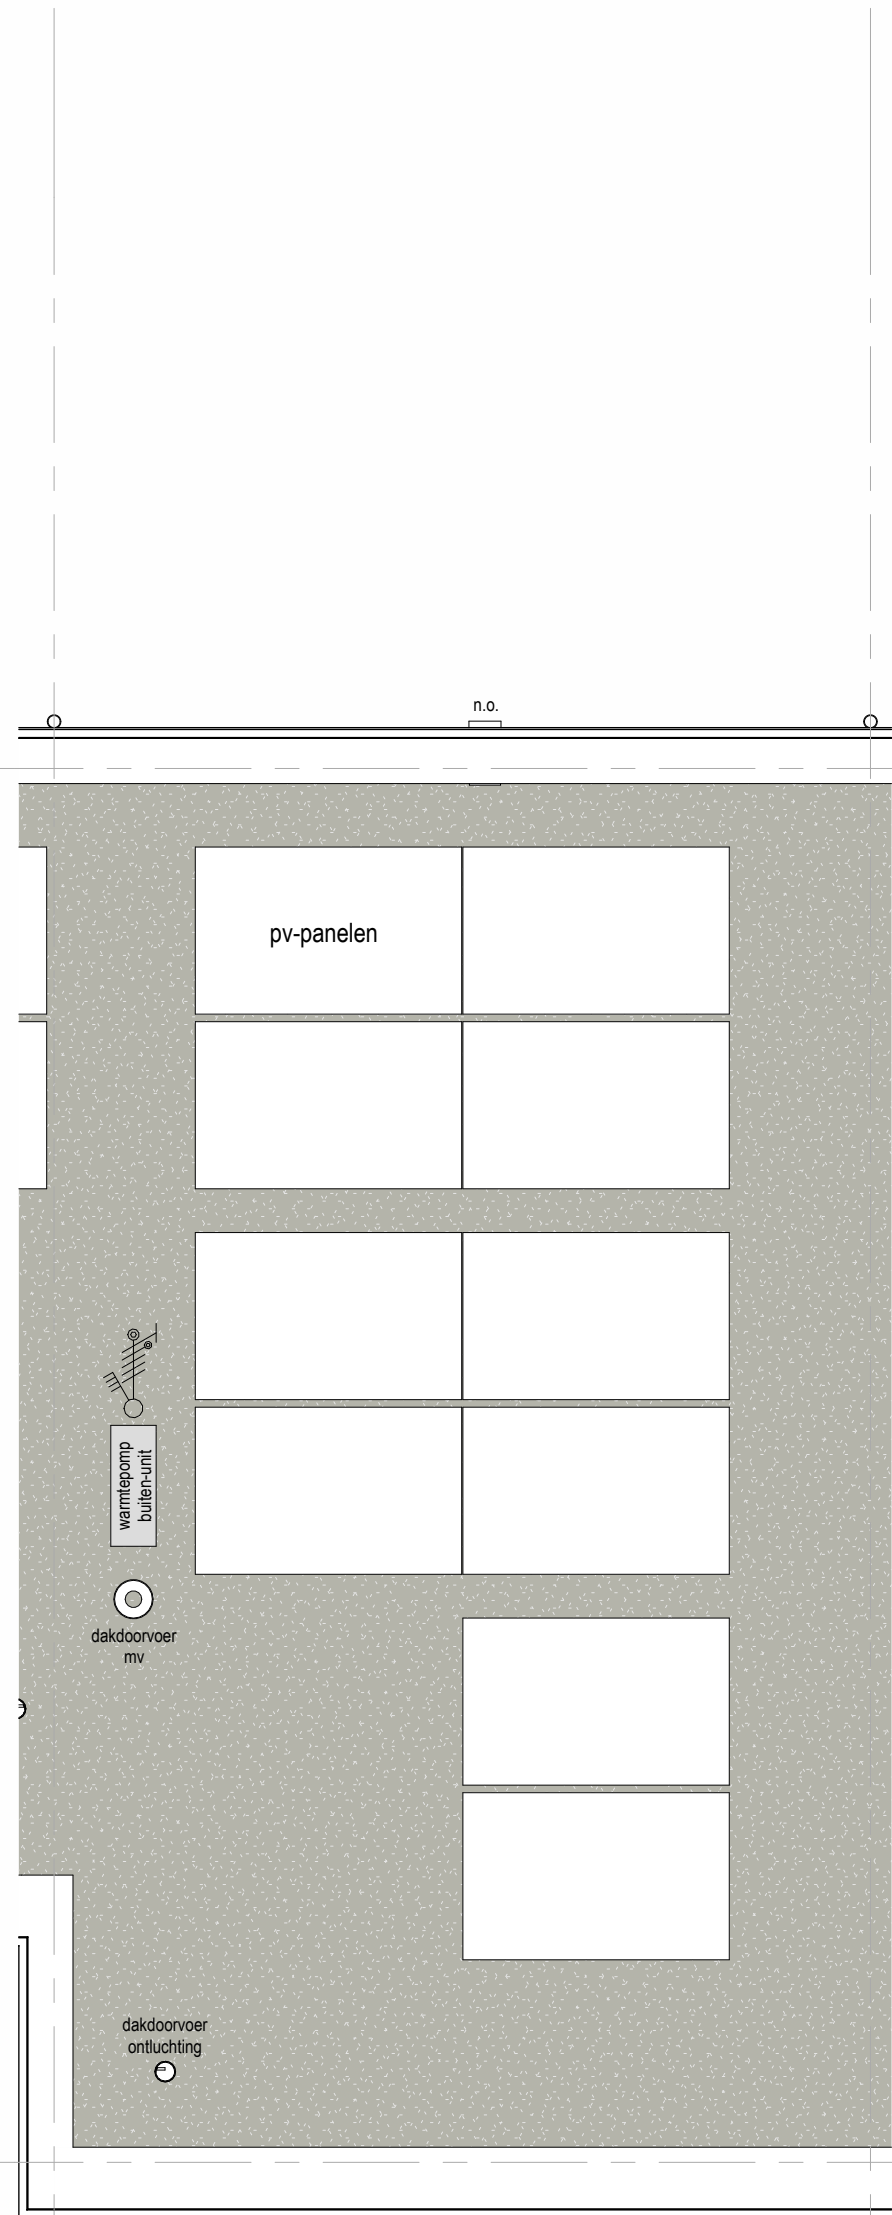 n.o.
pv-panelen
warmtepomp
buiten-unit
dakdoorvoer
mv
dakdoorvoer
ontluchting